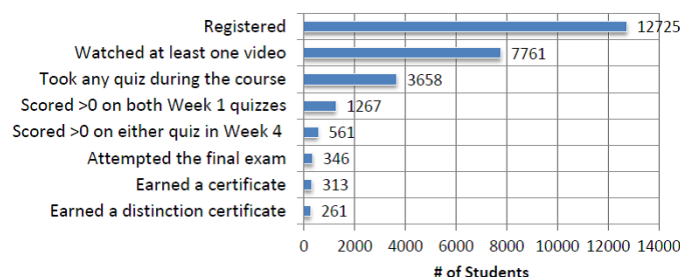 Registered 12725
Watched at least one video 7761
Took any quiz during the course 3658
Scored >0 on both Week 1 quizzes 1267
Scored >0 on either quiz in Week 4 561
Attempted the final exam 346
Earned a certificate 313
Earned a distinction certificate 261
0 2000 4000 6000 8000 10000 12000 14000
# of Students